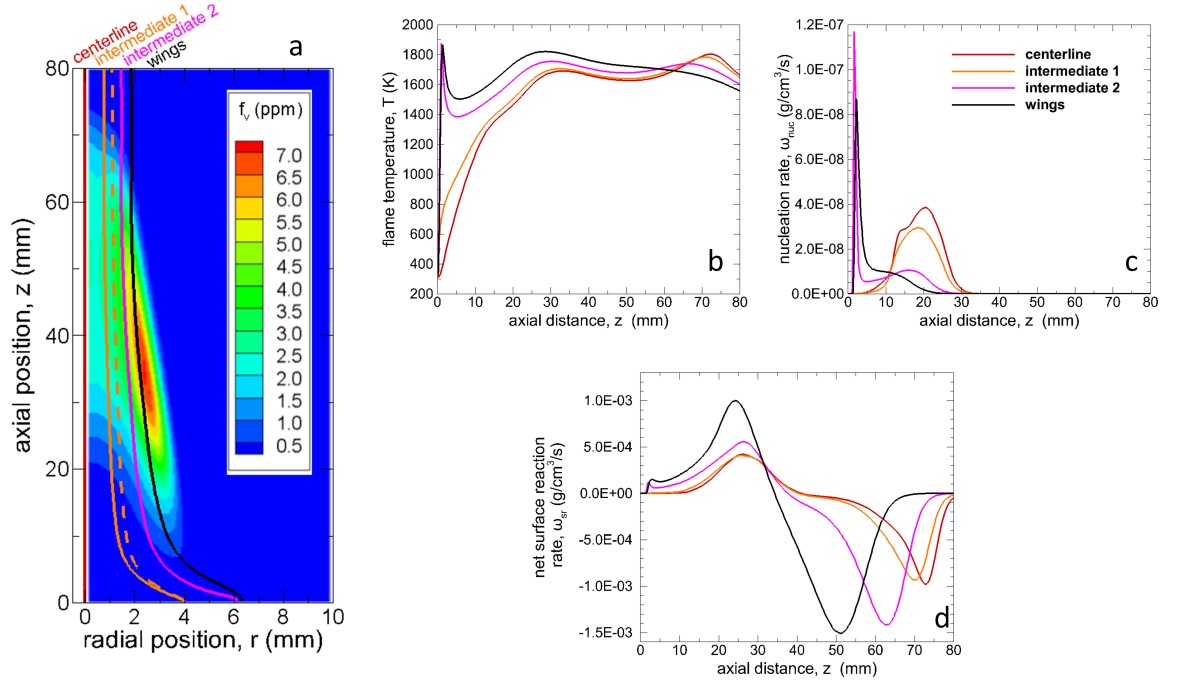 centerline
intermediate 1
intermediate 2
wings
a
80
60
40
20
0
axial position, z (mm)
0 2 4 6 8 10
radial position, r (mm)
fv (ppm)
7.0
6.5
6.0
5.5
5.0
4.5
4.0
3.5
3.0
2.5
2.0
1.5
1.0
0.5
flame temperature, T (K)
2000
1800
1600
1400
1200
1000
800
600
400
200
b
0 10 20 30 40 50 60 70 80
axial distance, z (mm)
nucleation rate, ωnuc (g/cm³/s)
1.2E-07
1.0E-07
8.0E-08
6.0E-08
4.0E-08
2.0E-08
0.0E+00
centerline
intermediate 1
intermediate 2
wings
c
0 10 20 30 40 50 60 70 80
axial distance, z (mm)
net surface reaction
rate, ωsr (g/cm³/s)
1.0E-03
5.0E-04
0.0E+00
-5.0E-04
-1.0E-03
-1.5E-03
d
0 10 20 30 40 50 60 70 80
axial distance, z (mm)